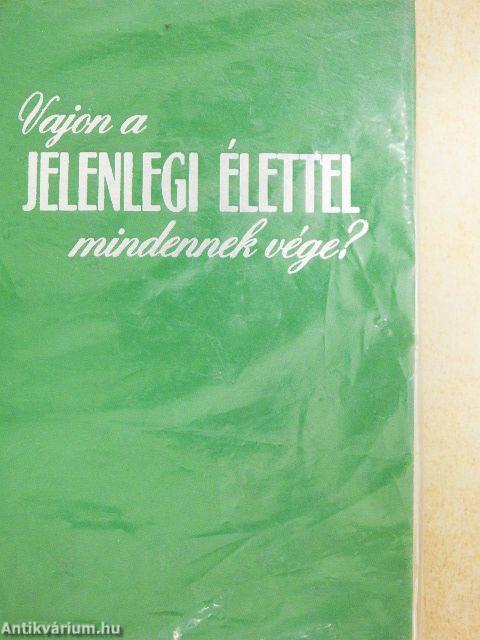 Vajon a
JELENLEGI ÉLETTEL
mindennek vége?
Antikvárium.hu